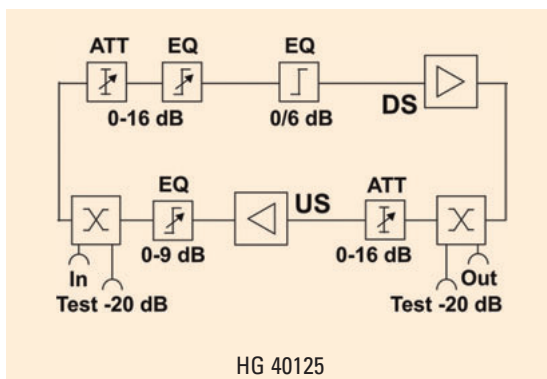 ATT EQ EQ
0-16 dB 0/6 dB DS
EQ US ATT
0-9 dB 0-16 dB
In Out
Test -20 dB Test -20 dB
HG 40125